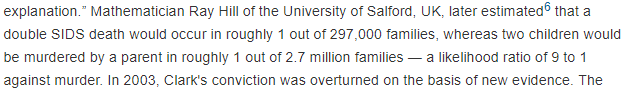 explanation.” Mathematician Ray Hill of the University of Salford, UK, later estimated6 that a
double SIDS death would occur in roughly 1 out of 297,000 families, whereas two children would
be murdered by a parent in roughly 1 out of 2.7 million families — a likelihood ratio of 9 to 1
against murder. In 2003, Clark's conviction was overturned on the basis of new evidence. The